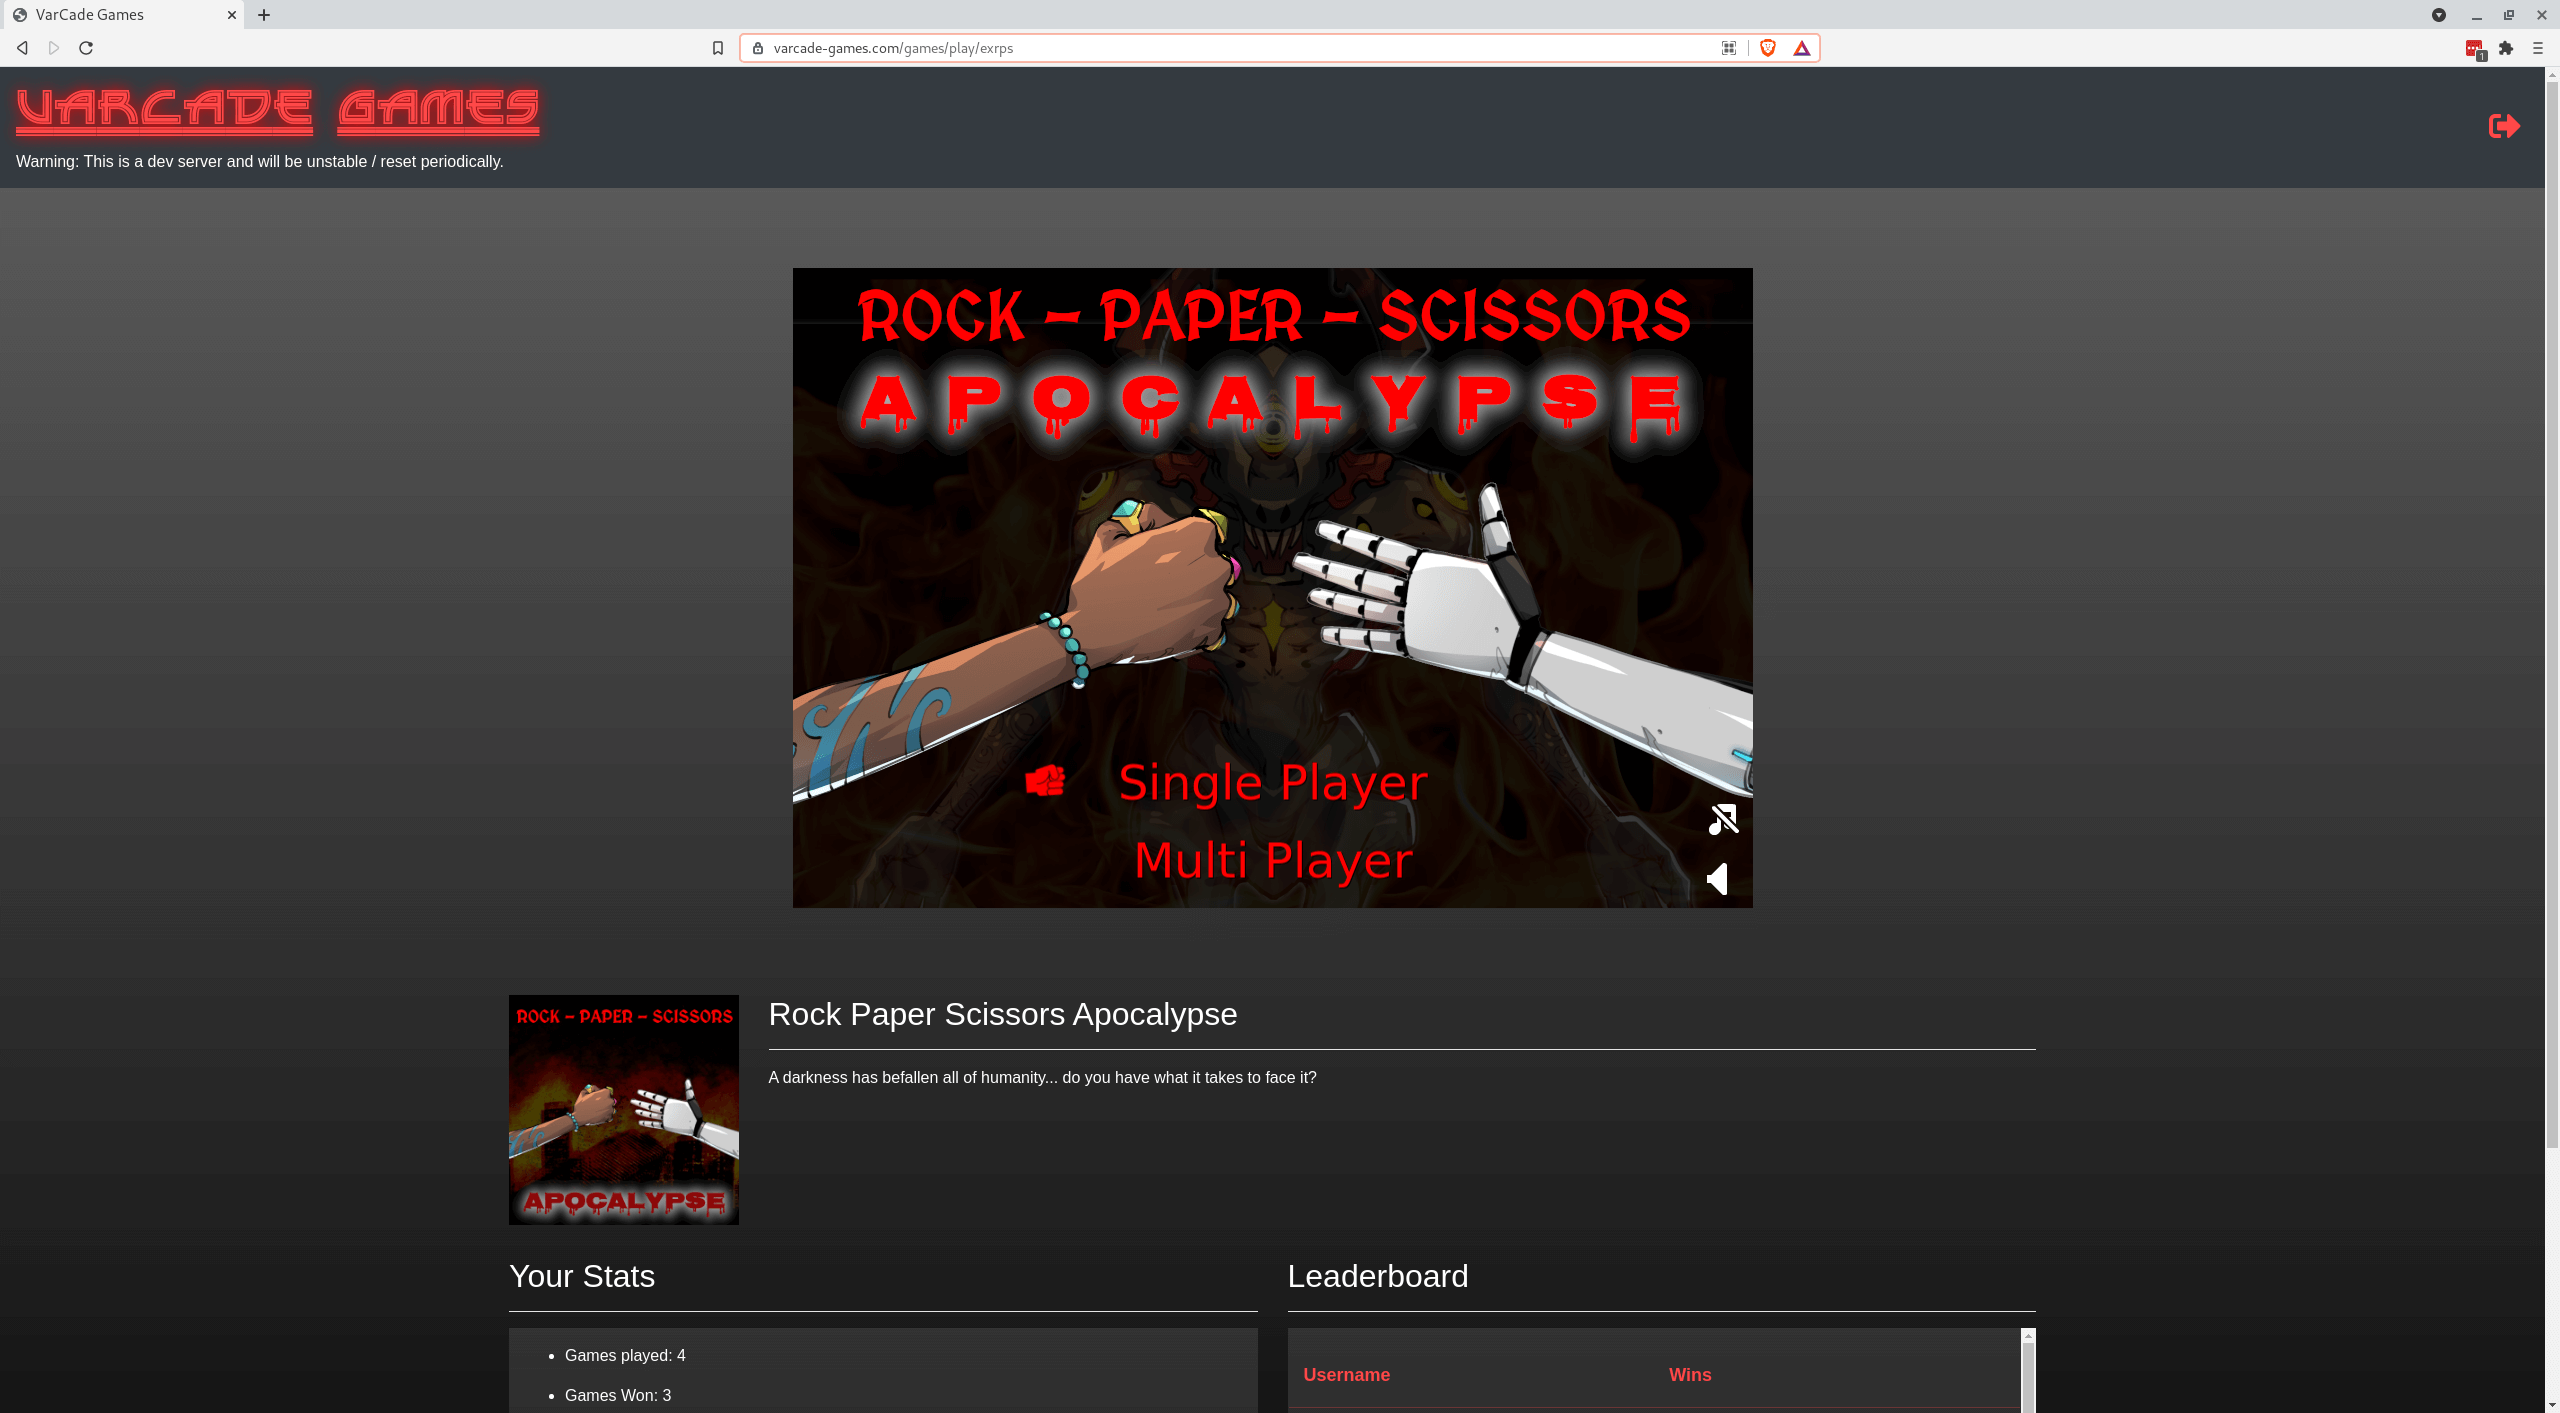 VarCade Games
varcade-games.com/games/play/exrps
1
VARCADE GAMES
Warning: This is a dev server and will be unstable / reset periodically.
ROCK - PAPER - SCISSORS
APOCALYPSE
Single Player
Multi Player
ROCK - PAPER - SCISSORS
APOCALYPSE
Rock Paper Scissors Apocalypse
A darkness has befallen all of humanity... do you have what it takes to face it?
Your Stats
Games played: 4
Games Won: 3
Leaderboard
Username Wins